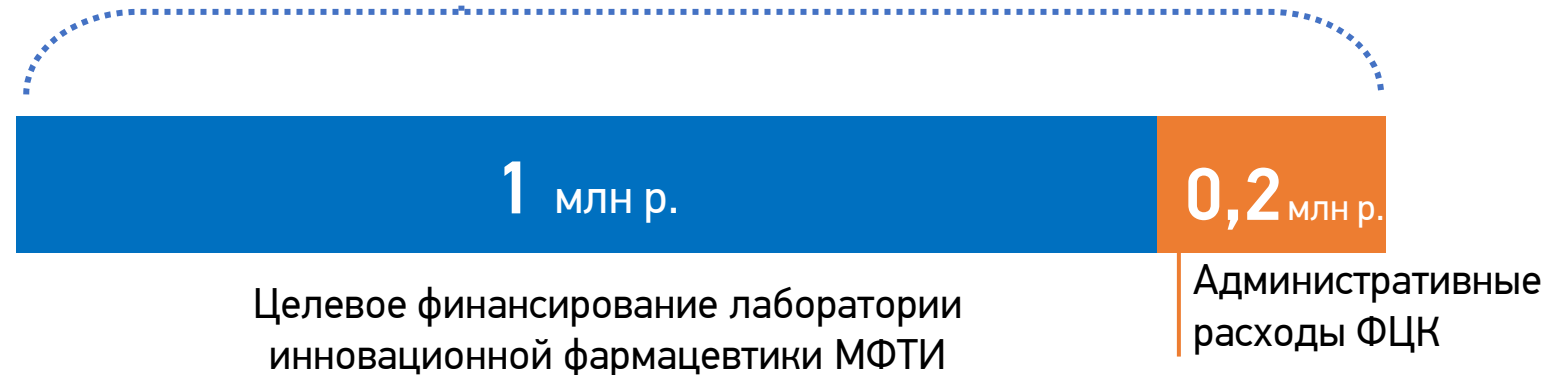 1 млн р.
0,2 млн р.
Целевое финансирование лаборатории
инновационной фармацевтики МФТИ
Административные
расходы ФЦК